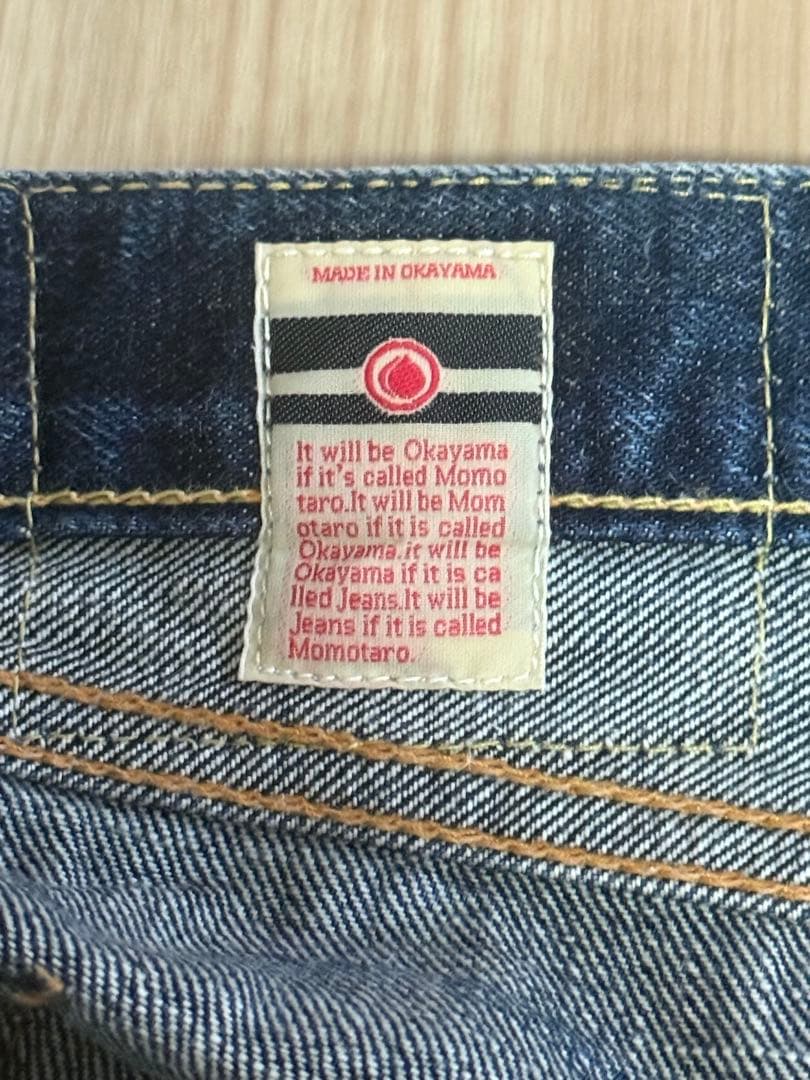 MADE IN OKAYAMA
It will be Okayama
if it's called Momo
taro.It will be Mom
otaro if it is called
Okayama.it will be
Okayama if it is ca
lled Jeans.It will be
Jeans if it is called
Momotaro.